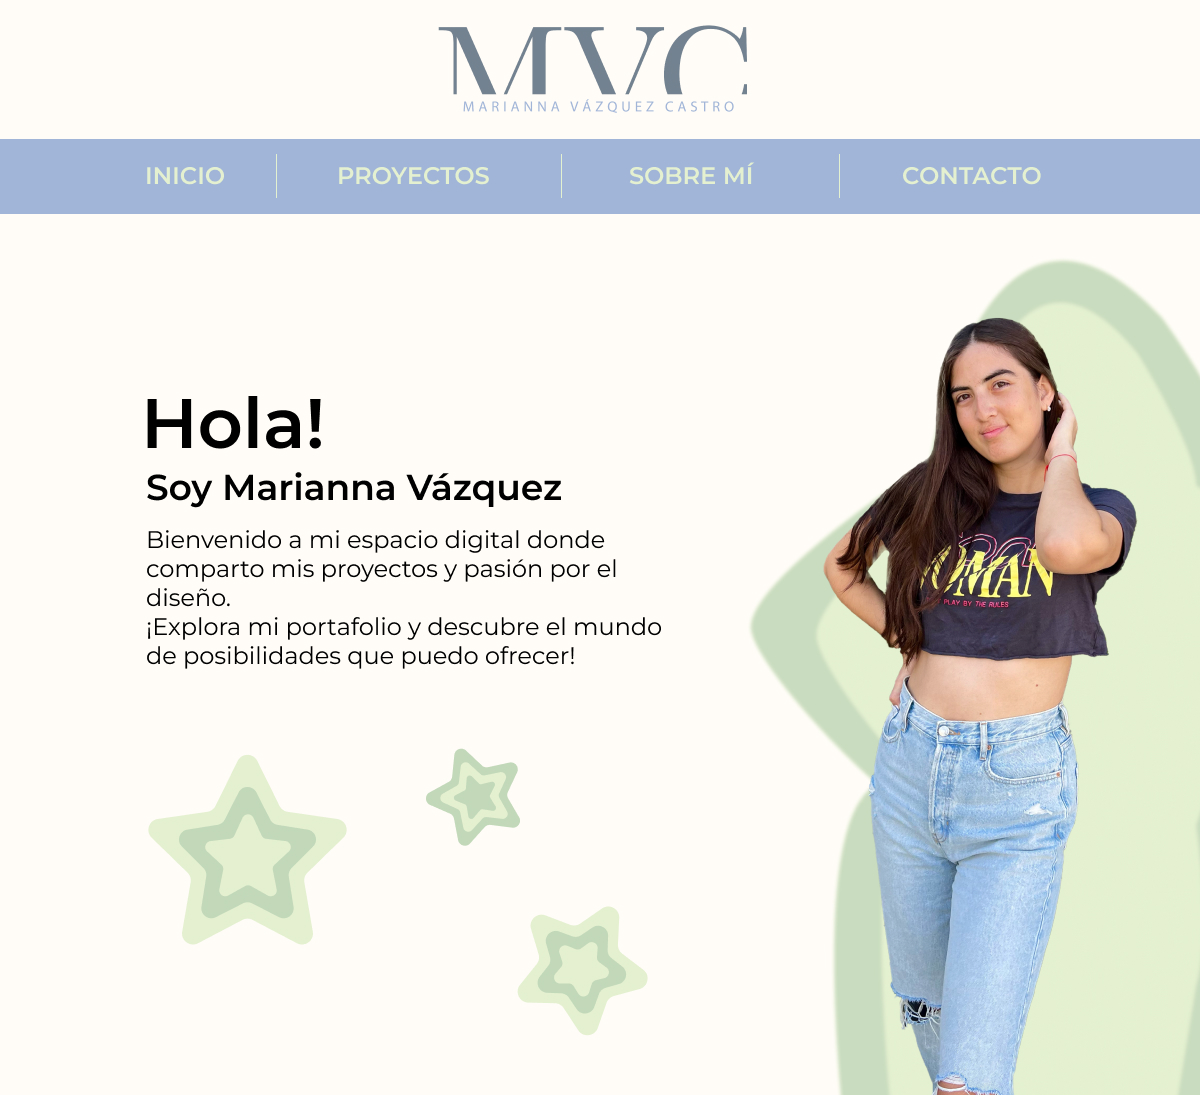 MVC
MARIANNA VÁZQUEZ CASTRO
INICIO
PROYECTOS
SOBRE MÍ
CONTACTO
Hola!
Soy Marianna Vázquez
Bienvenido a mi espacio digital donde
comparto mis proyectos y pasión por el
diseño.
¡Explora mi portafolio y descubre el mundo
de posibilidades que puedo ofrecer!
PLAY BY THE RULES